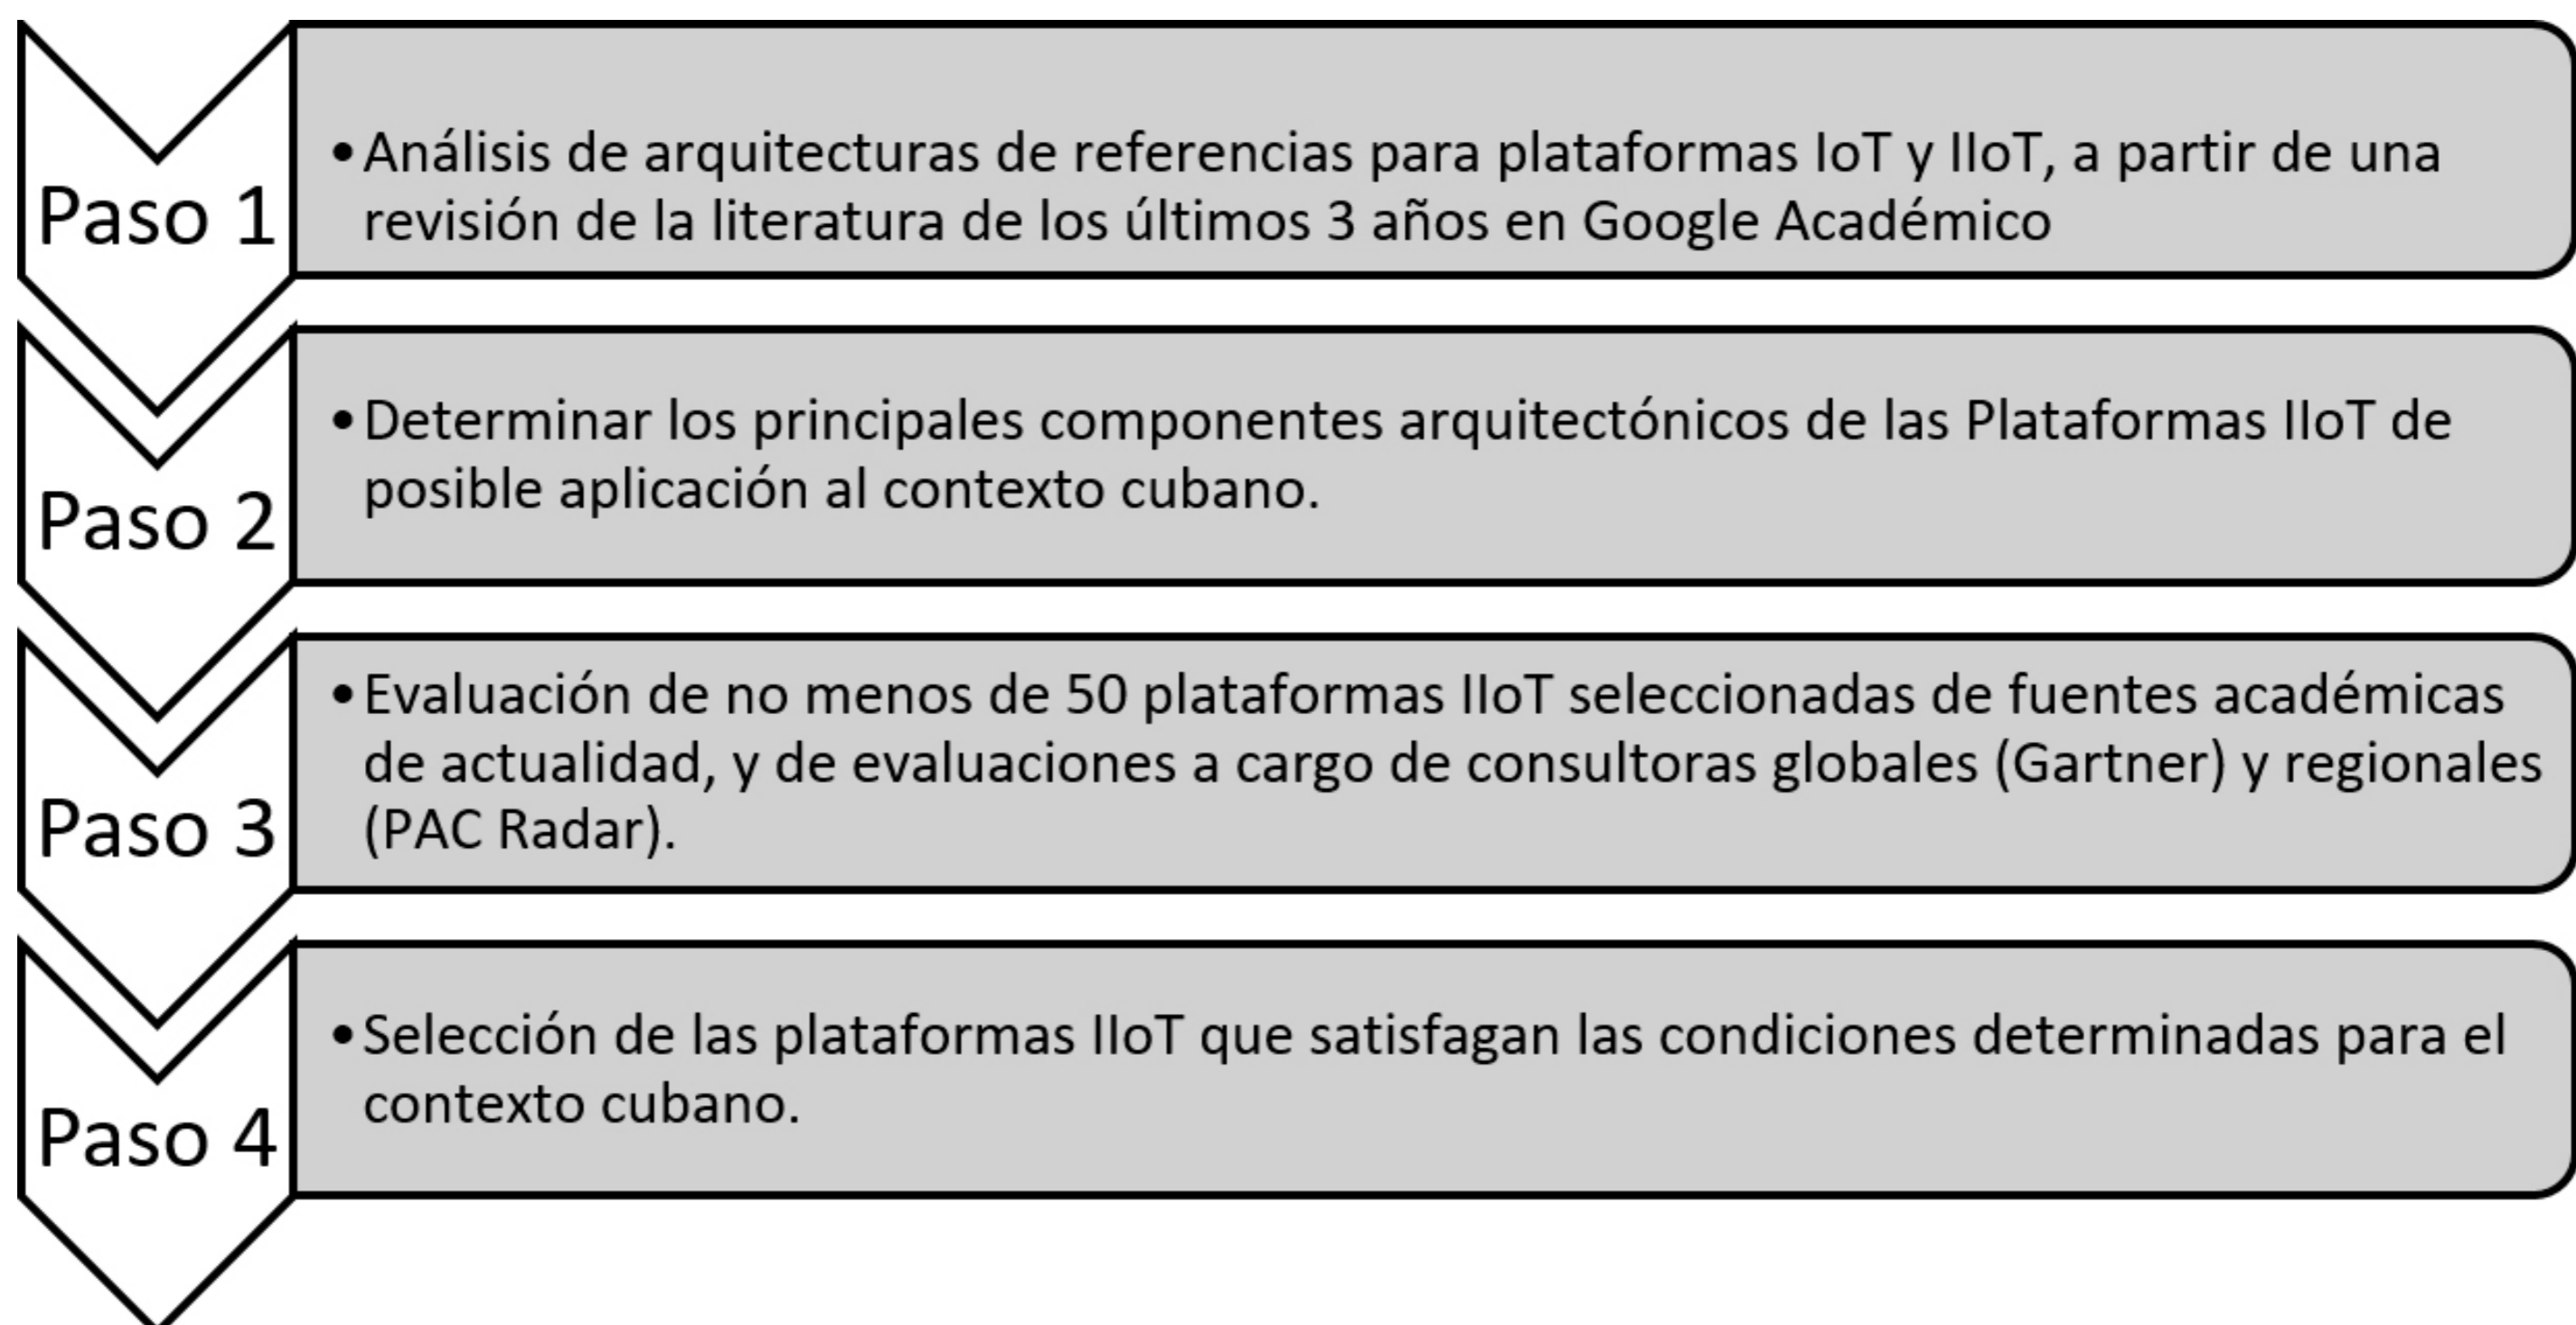 Paso 1
•Análisis de arquitecturas de referencias para plataformas IoT y IIoT, a partir de una
revisión de la literatura de los últimos 3 años en Google Académico
Paso 2
•Determinar los principales componentes arquitectónicos de las Plataformas IIoT de
posible aplicación al contexto cubano.
Paso 3
•Evaluación de no menos de 50 plataformas IIoT seleccionadas de fuentes académicas
de actualidad, y de evaluaciones a cargo de consultoras globales (Gartner) y regionales
(PAC Radar).
Paso 4
•Selección de las plataformas IIoT que satisfagan las condiciones determinadas para el
contexto cubano.